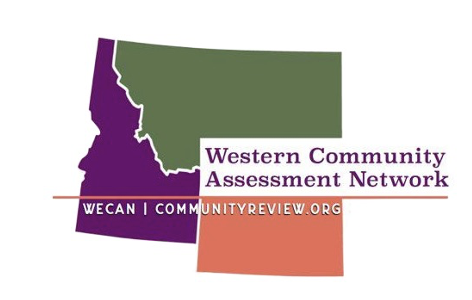 Western Community
Assessment Network
WECAN | COMMUNITYREVIEW.ORG